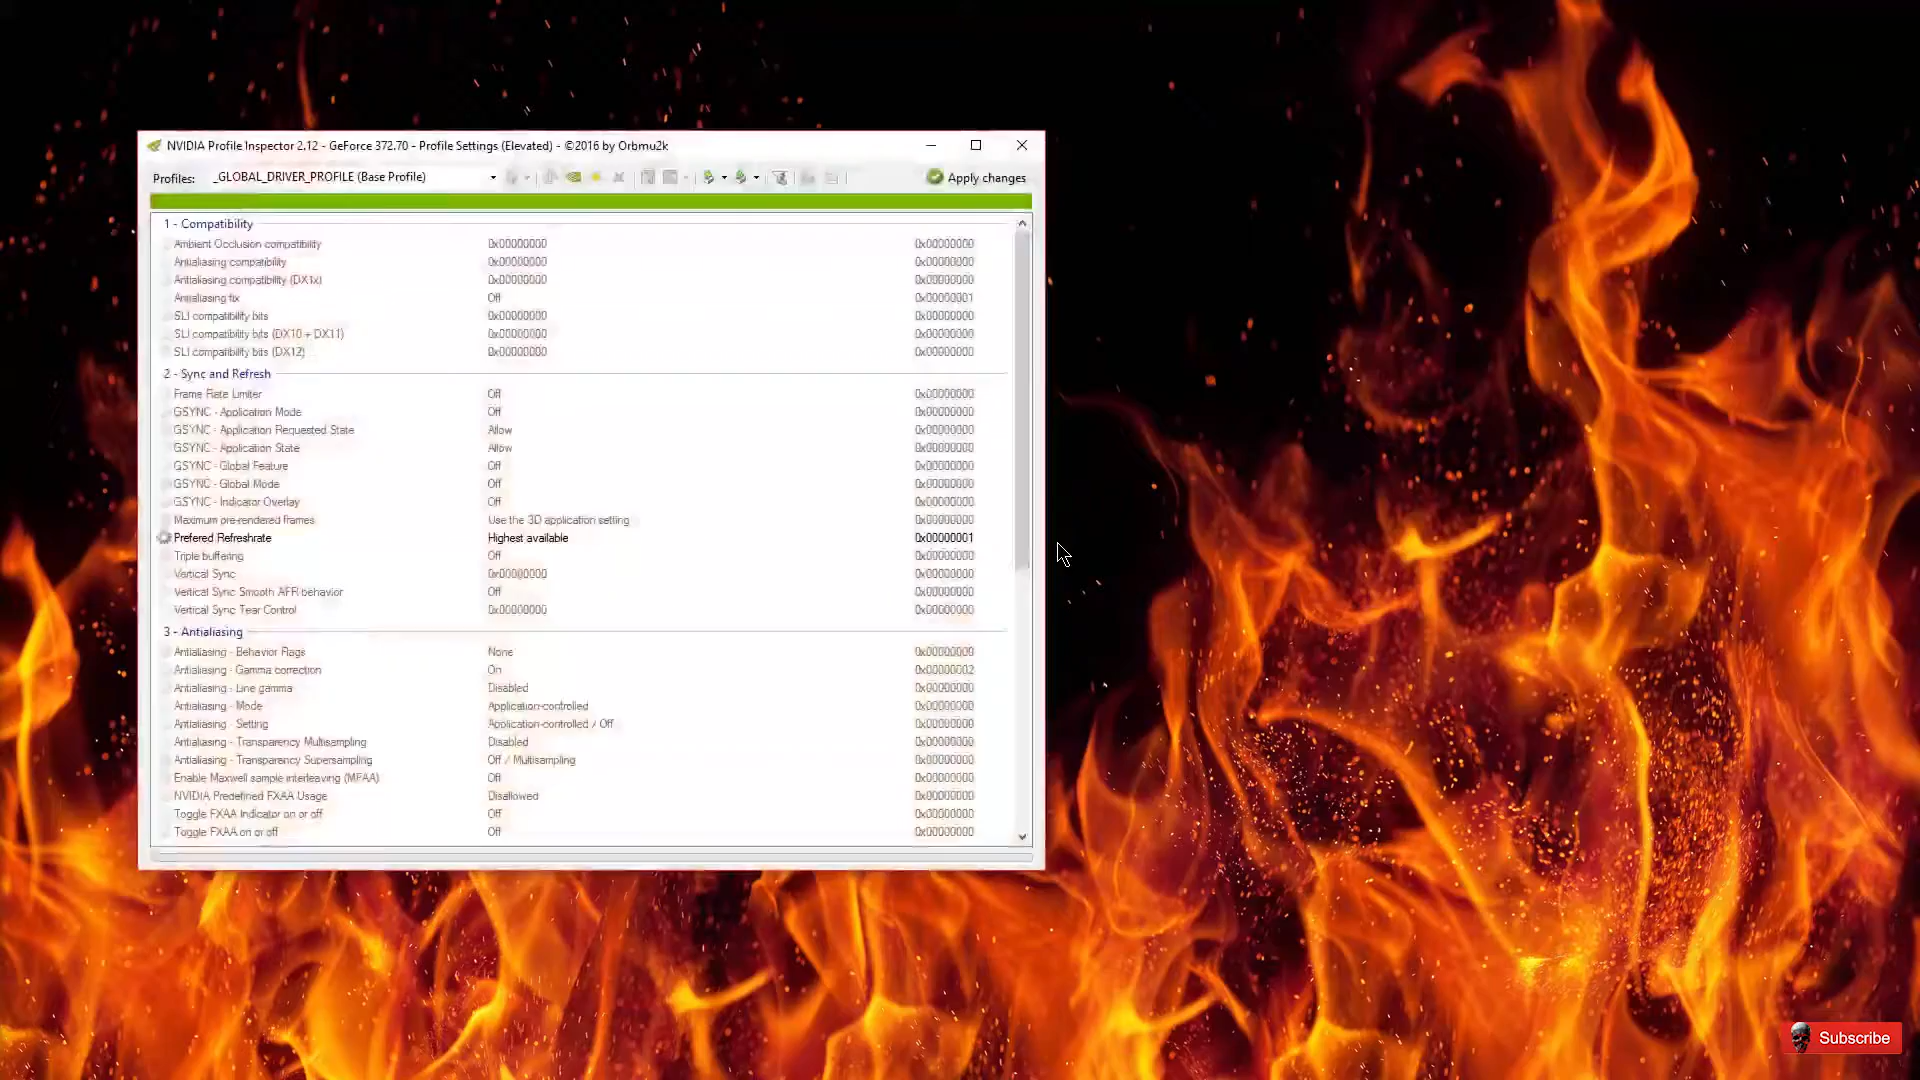 NVIDIA Profile Inspector 2.12 - GeForce 372.70 - Profile Settings (Elevated) - ©2016 by Orbmu2k
Profiles: _GLOBAL_DRIVER_PROFILE (Base Profile) Apply changes
1 - Compatibility
Ambient Occlusion compatibility 0x00000000 0x00000000
Antialiasing compatibility 0x00000000 0x00000000
Antialiasing compatibility (DX1x) 0x00000000 0x00000000
Antialiasing fix Off 0x00000001
SLI compatibility bits 0x00000000 0x00000000
SLI compatibility bits (DX10 + DX11) 0x00000000 0x00000000
SLI compatibility bits (DX12) 0x00000000 0x00000000
2 - Sync and Refresh
Frame Rate Limiter Off 0x00000000
GSYNC - Application Mode Off 0x00000000
GSYNC - Application Requested State Allow 0x00000000
GSYNC - Application State Allow 0x00000000
GSYNC - Global Feature Off 0x00000000
GSYNC - Global Mode Off 0x00000000
GSYNC - Indicator Overlay Off 0x00000000
Maximum pre-rendered frames Use the 3D application setting 0x00000000
Prefered Refreshrate Highest available 0x00000001
Triple buffering Off 0x00000000
Vertical Sync 0x00000000 0x00000000
Vertical Sync Smooth AFR behavior Off 0x00000000
Vertical Sync Tear Control 0x00000000 0x00000000
3 - Antialiasing
Antialiasing - Behavior Flags None 0x00000000
Antialiasing - Gamma correction On 0x00000002
Antialiasing - Line gamma Disabled 0x00000000
Antialiasing - Mode Application-controlled 0x00000000
Antialiasing - Setting Application-controlled / Off 0x00000000
Antialiasing - Transparency Multisampling Disabled 0x00000000
Antialiasing - Transparency Supersampling Off / Multisampling 0x00000000
Enable Maxwell sample interleaving (MFAA) Off 0x00000000
NVIDIA Predefined FXAA Usage Disallowed 0x00000000
Toggle FXAA Indicator on or off Off 0x00000000
Toggle FXAA on or off Off 0x00000000
Subscribe